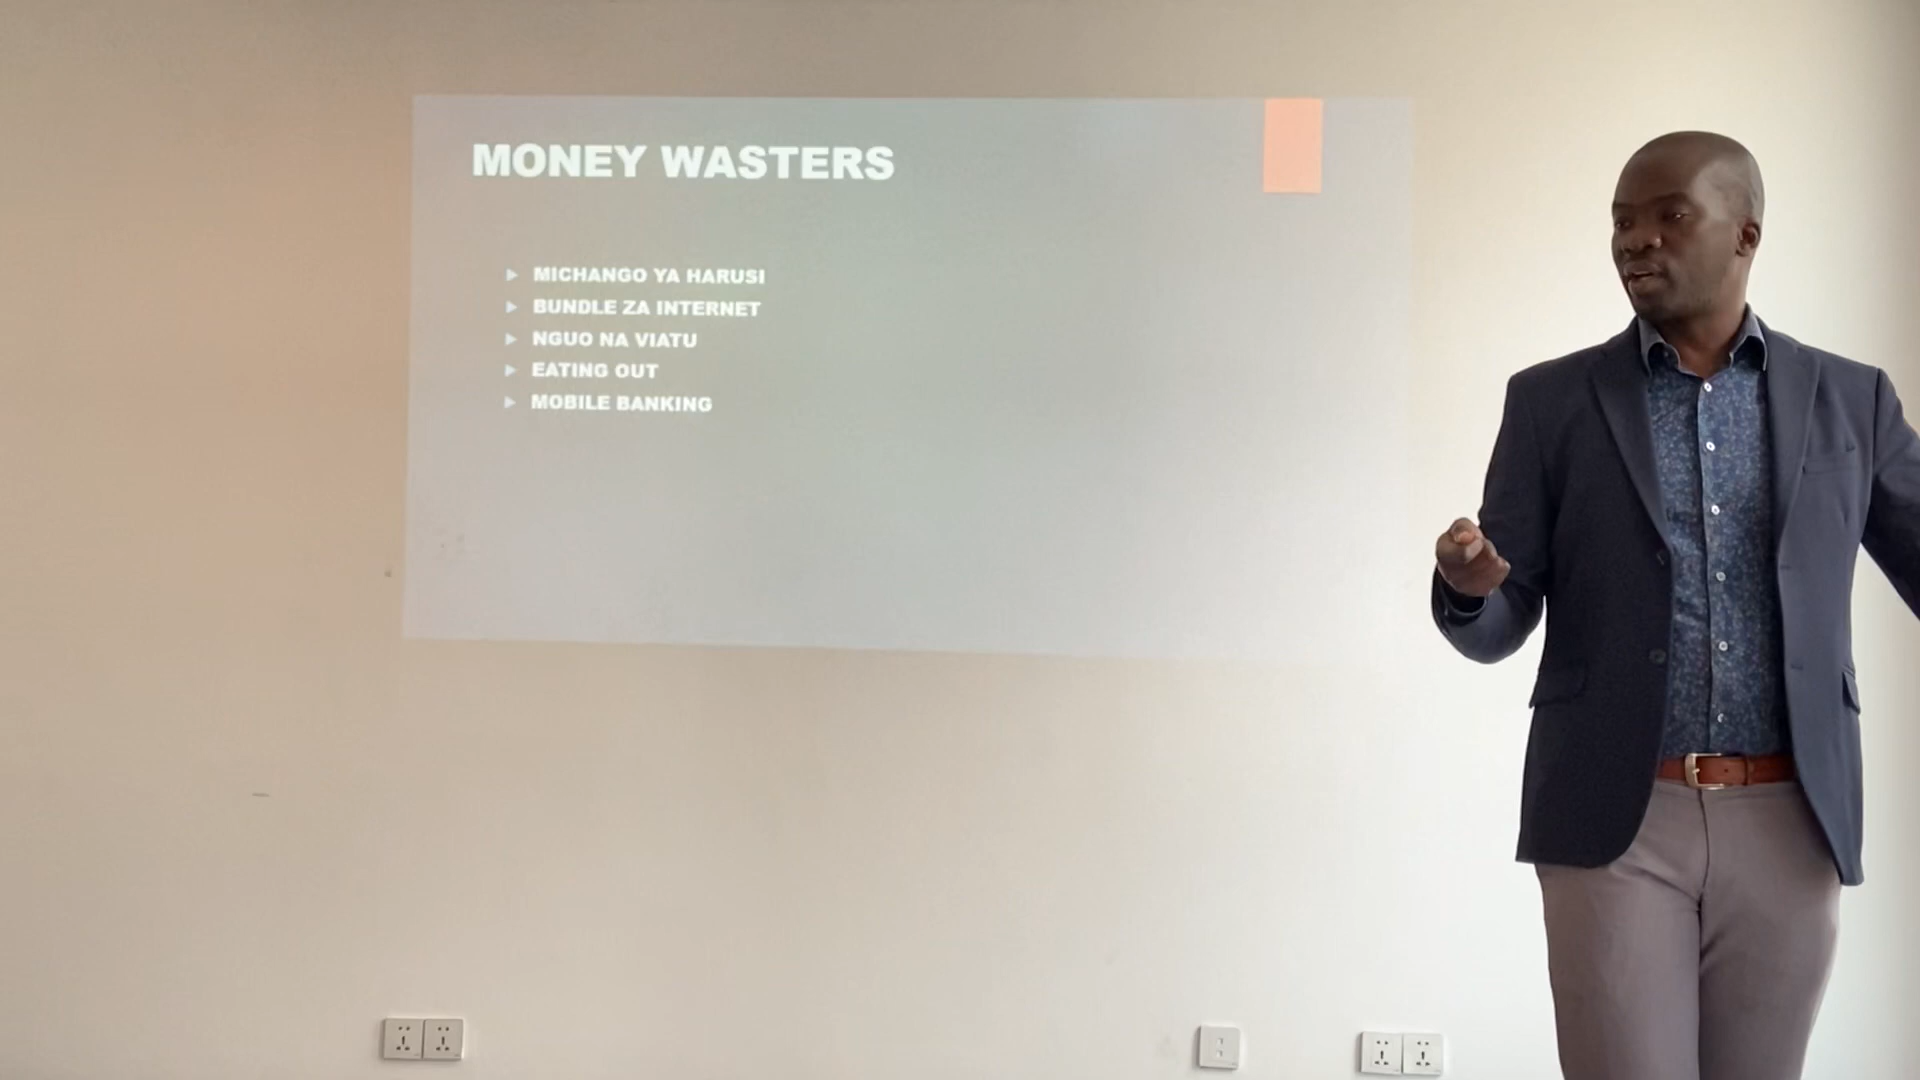 MONEY WASTERS
MICHANGO YA HARUSI
BUNDLE ZA INTERNET
NGUO NA VIATU
EATING OUT
MOBILE BANKING